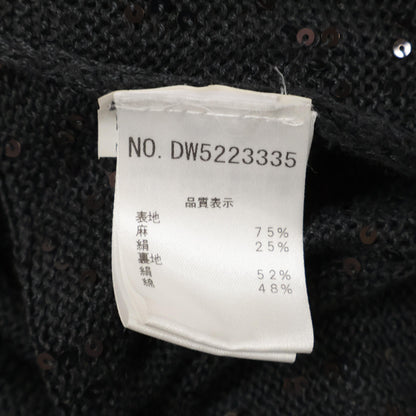 NO. DW5223335
品質表示
表地
麻 75%
絹 25%
裏地
絹 52%
綿 48%